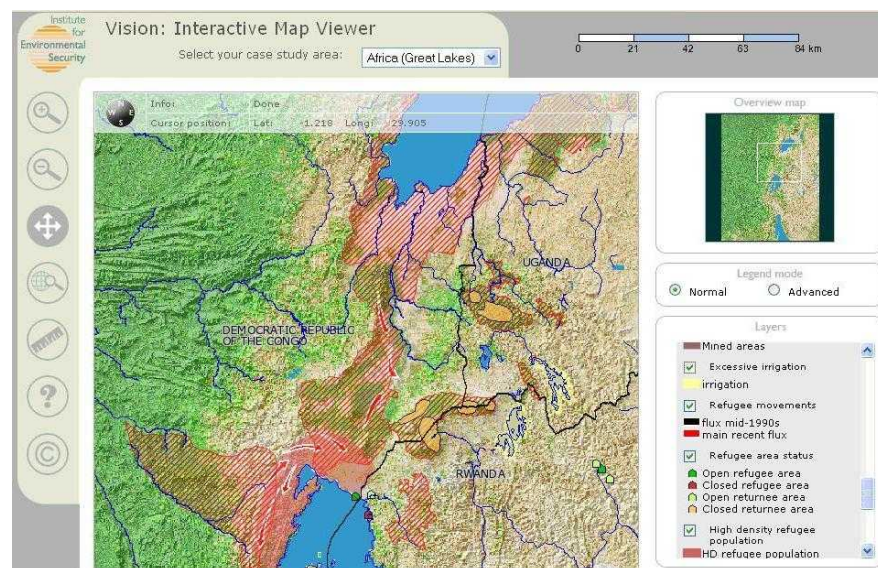 Institute
for
Environmental
Security
Vision: Interactive Map Viewer
Select your case study area:
Africa (Great Lakes)
0 21 42 63 84 km
N
W E
S
Info: Done
Cursor position: Lat: -1.218 Long: 29.905
UGANDA
DEMOCRATIC REPUBLIC
OF THE CONGO
RWANDA
Overview map
Legend mode
Normal Advanced
Layers
Mined areas
Excessive irrigation
irrigation
Refugee movements
flux mid-1990s
main recent flux
Refugee area status
Open refugee area
Closed refugee area
Open returnee area
Closed returnee area
High density refugee
population
HD refugee population
?
©